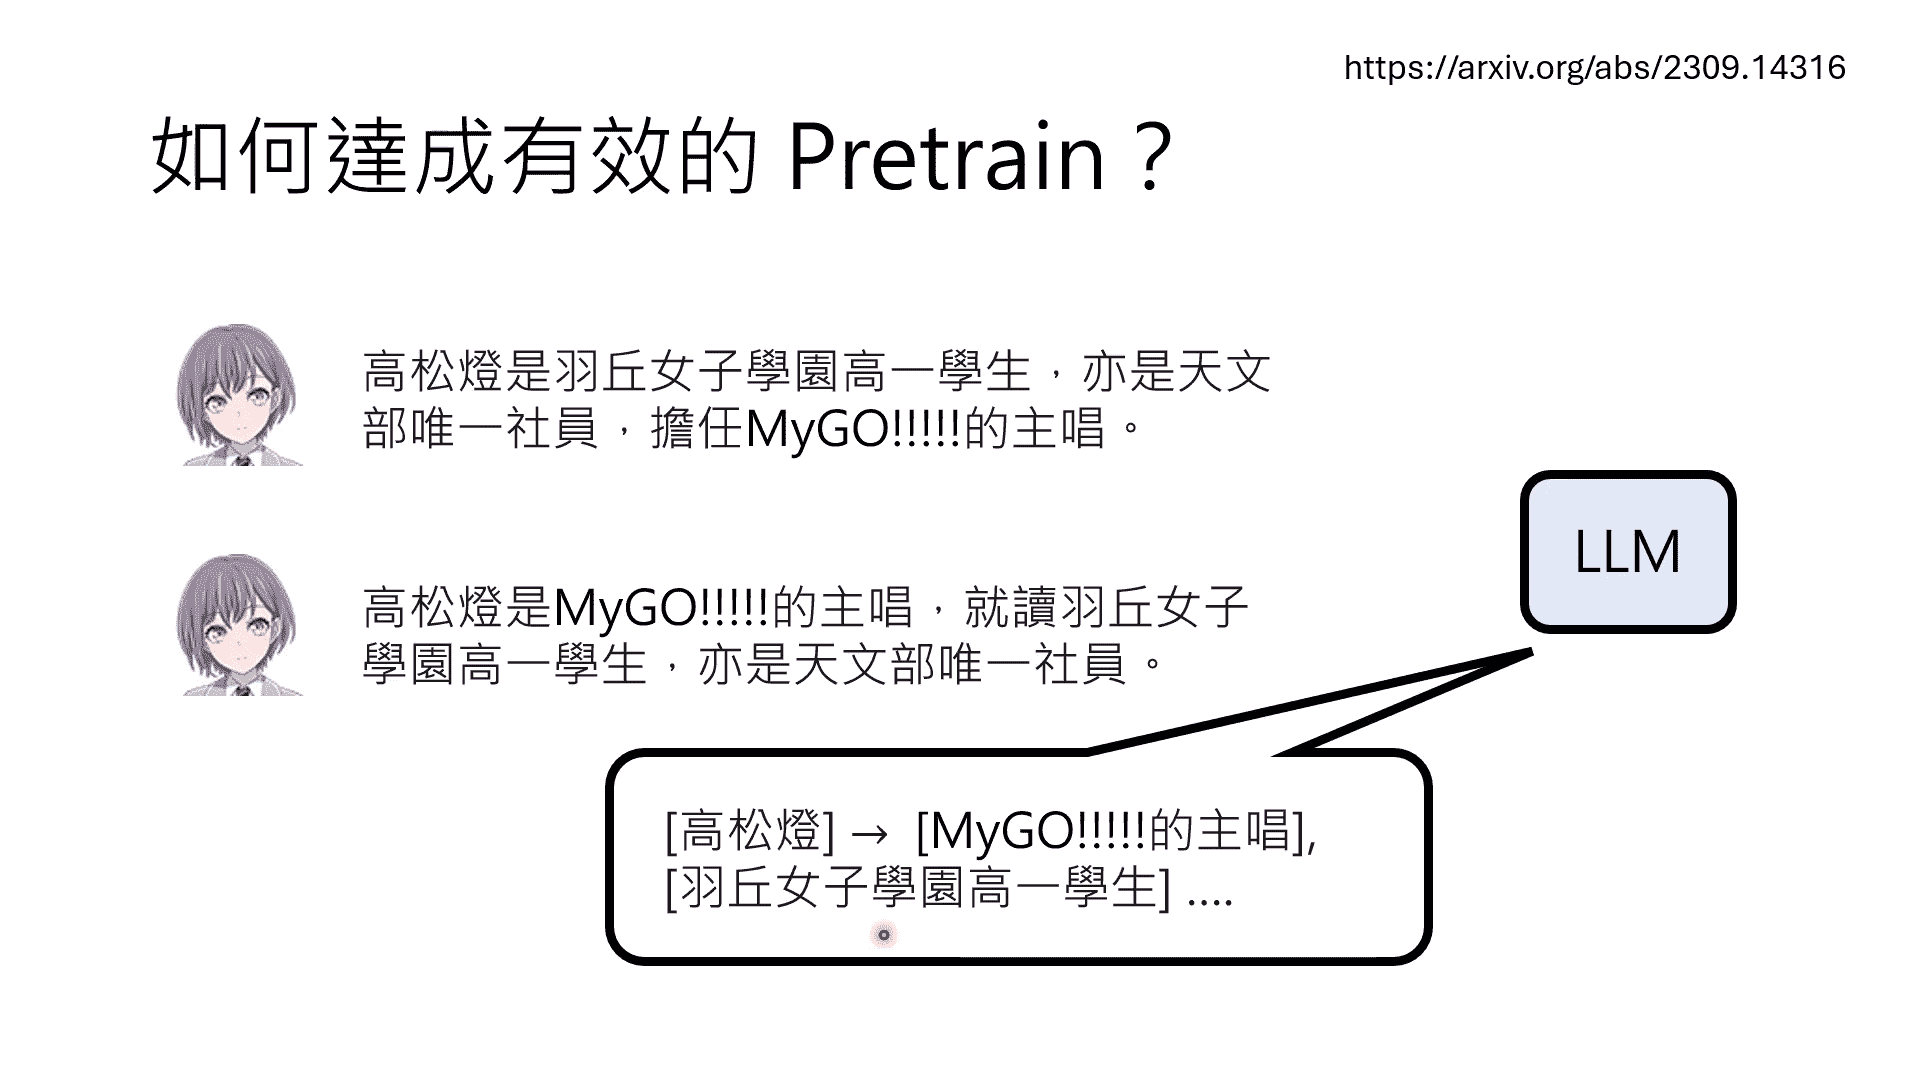 https://arxiv.org/abs/2309.14316
如何達成有效的 Pretrain？
高松燈是羽丘女子學園高一學生，亦是天文
部唯一社員，擔任MyGO!!!!!的主唱。
高松燈是MyGO!!!!!的主唱，就讀羽丘女子
學園高一學生，亦是天文部唯一社員。
LLM
[高松燈] → [MyGO!!!!!的主唱],
[羽丘女子學園高一學生] ....